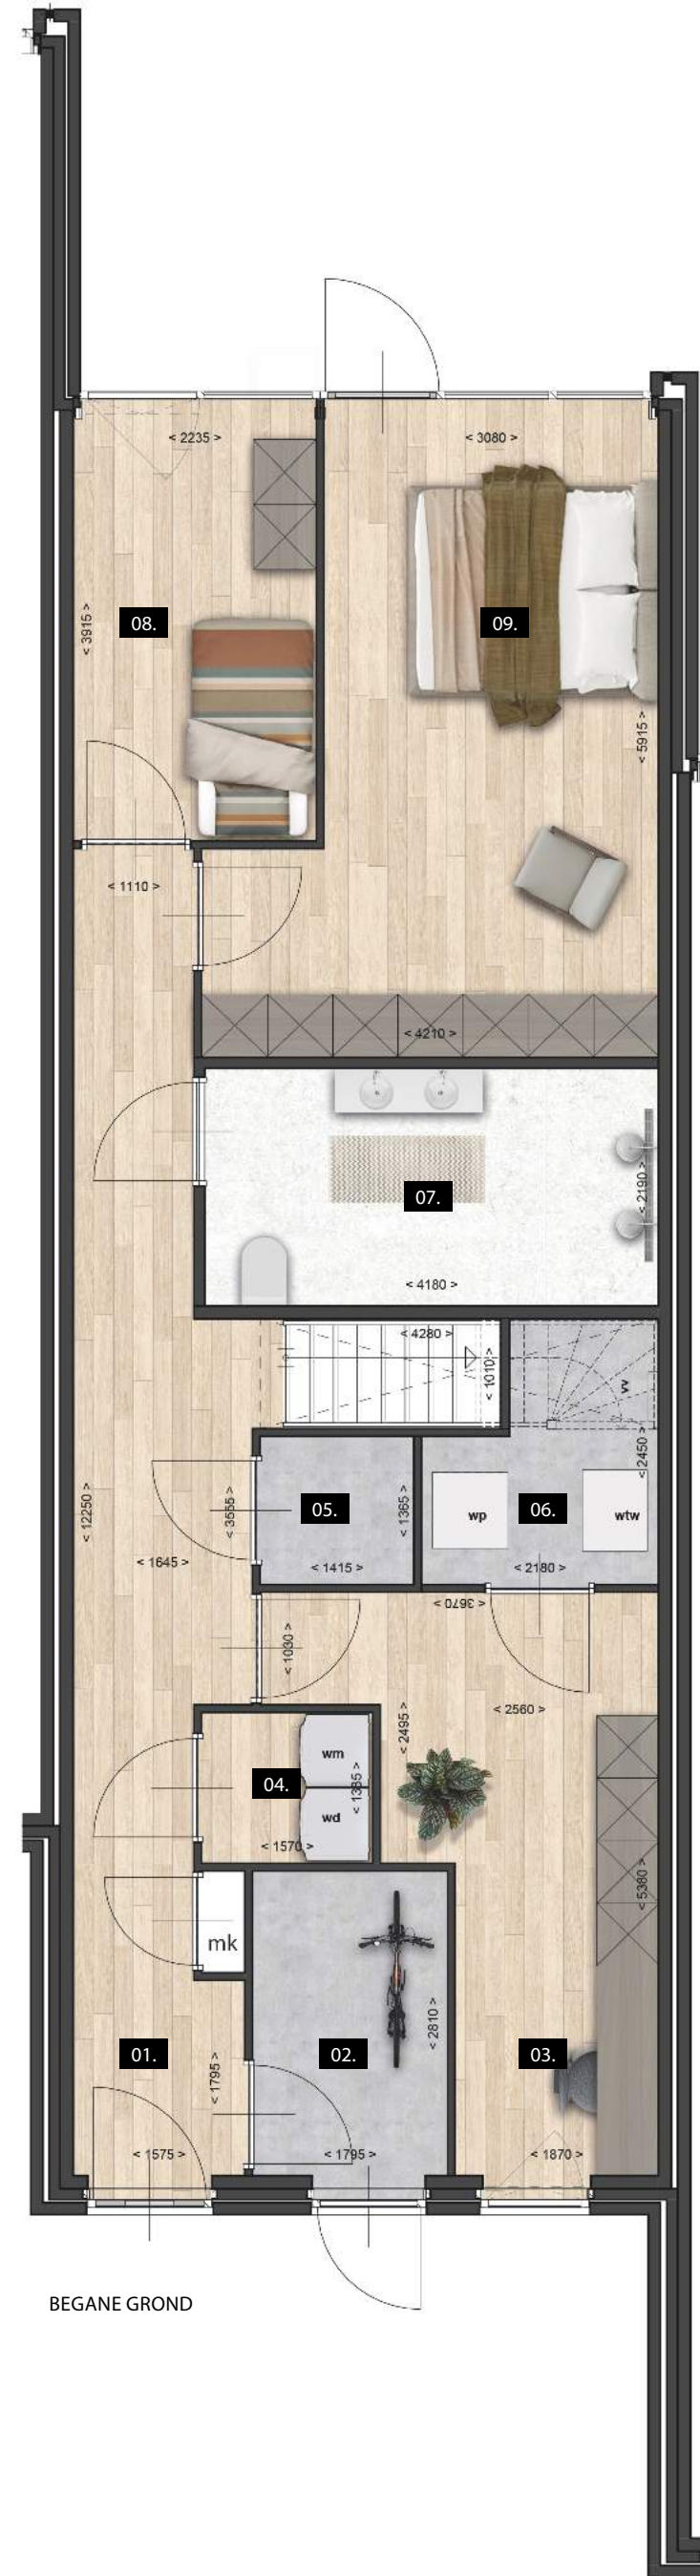 < 2235 >
< 3080 >
< 3915 >
08.
09.
< 5915 >
< 1110 >
< 4210 >
< 2190 >
07.
< 4180 >
< 4280 >
< 1010 >
vv
< 2450 >
< 12250 >
< 3555 >
05.
< 1365 >
wp
06.
wtw
< 1645 >
< 1415 >
< 2180 >
< 3670 >
< 1030 >
< 2560 >
< 2495 >
wm
04.
< 1385 >
wd
< 1570 >
< 5380 >
mk
< 2810 >
01.
02.
03.
< 1795 >
< 1575 >
< 1795 >
< 1870 >
BEGANE GROND